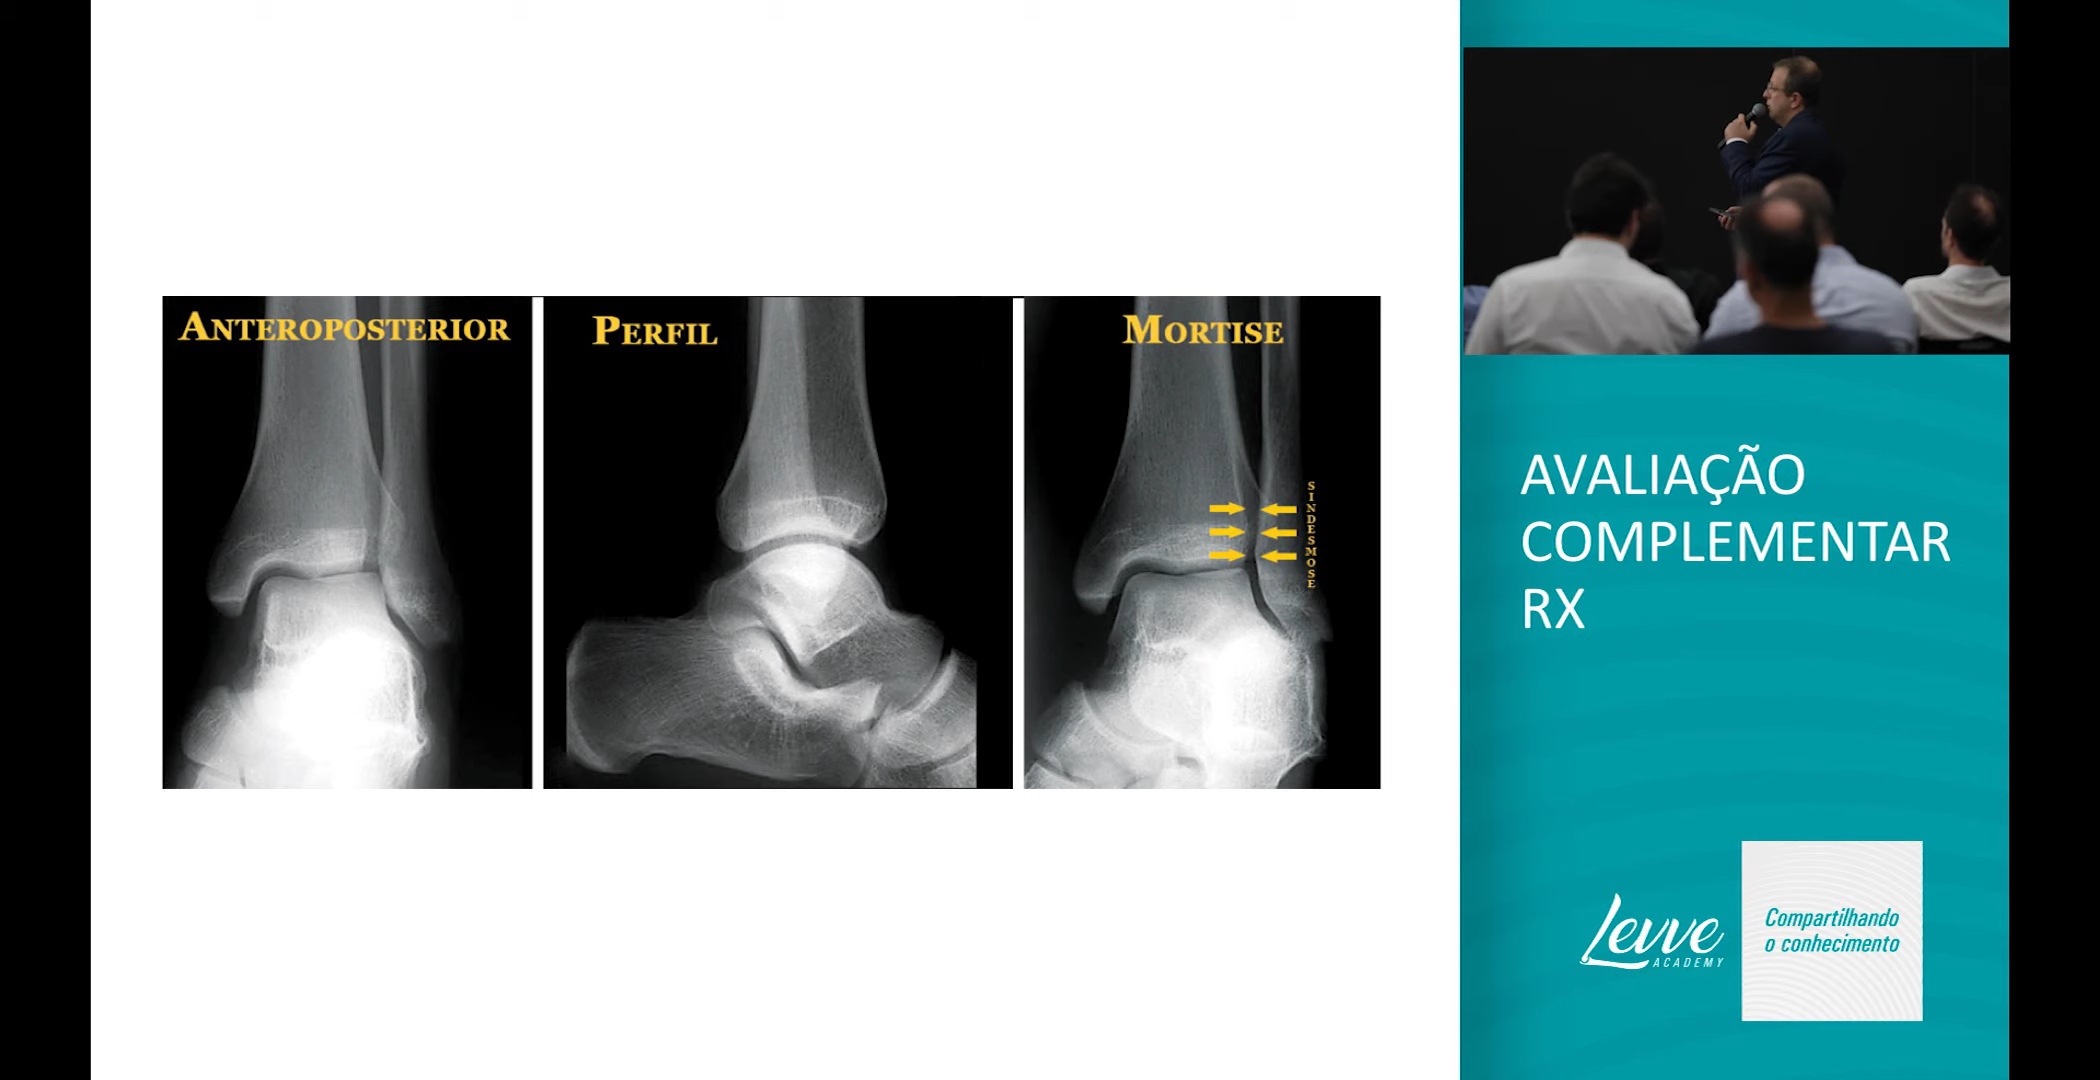 ANTEROPOSTERIOR
PERFIL
MORTISE
SINDESMOSE
AVALIAÇÃO
COMPLEMENTAR
RX
Levve
ACADEMY
Compartilhando
o conhecimento